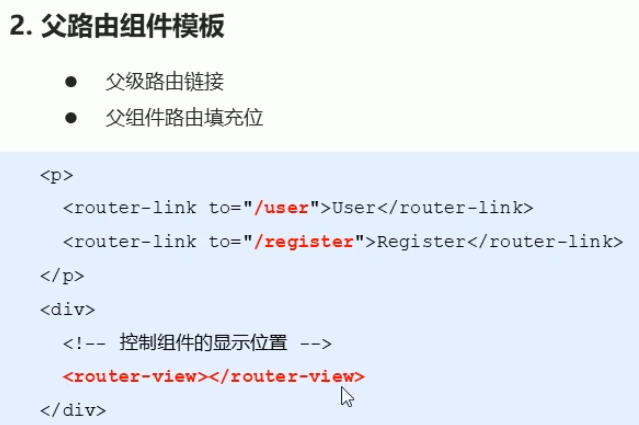 2. 父路由组件模板
● 父级路由链接
● 父组件路由填充位
<p>
<router-link to="/user">User</router-link>
<router-link to="/register">Register</router-link>
</p>
<div>
<!-- 控制组件的显示位置 -->
<router-view></router-view>
</div>